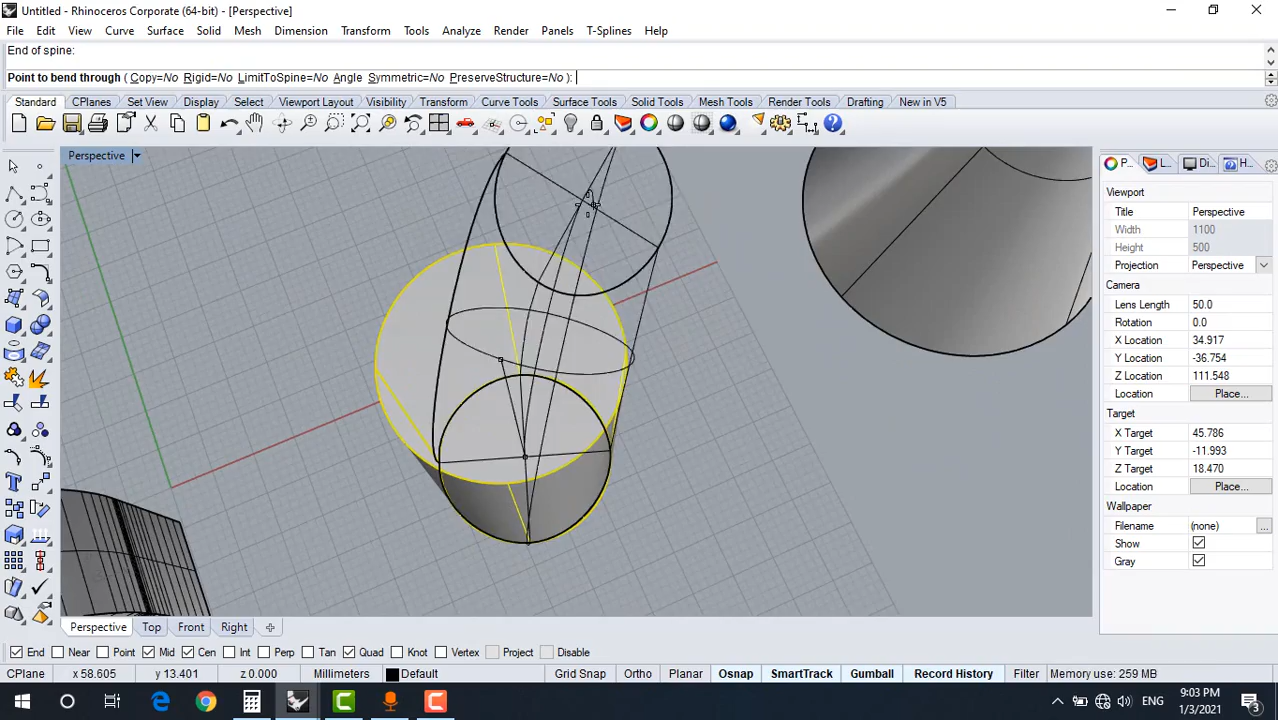 Untitled - Rhinoceros Corporate (64-bit) - [Perspective]
File Edit View Curve Surface Solid Mesh Dimension Transform Tools Analyze Render Panels T-Splines Help
End of spine:
Point to bend through ( Copy=No Rigid=No LimitToSpine=No Angle Symmetric=No PreserveStructure=No ):
Standard CPlanes Set View Display Select Viewport Layout Visibility Transform Curve Tools Surface Tools Solid Tools Mesh Tools Render Tools Drafting New in V5
Perspective
P... L... Di... H...
Viewport
Title Perspective
Width 1100
Height 500
Projection Perspective
Camera
Lens Length 50.0
Rotation 0.0
X Location 34.917
Y Location -36.754
Z Location 111.548
Location Place...
Target
X Target 45.786
Y Target -11.993
Z Target 18.470
Location Place...
Wallpaper
Filename (none) ...
Show
Gray
Perspective Top Front Right
End Near Point Mid Cen Int Perp Tan Quad Knot Vertex Project Disable
CPlane x 58.605 y 13.401 z 0.000 Millimeters Default Grid Snap Ortho Planar Osnap SmartTrack Gumball Record History Filter Memory use: 259 MB
ENG
9:03 PM
1/3/2021
3